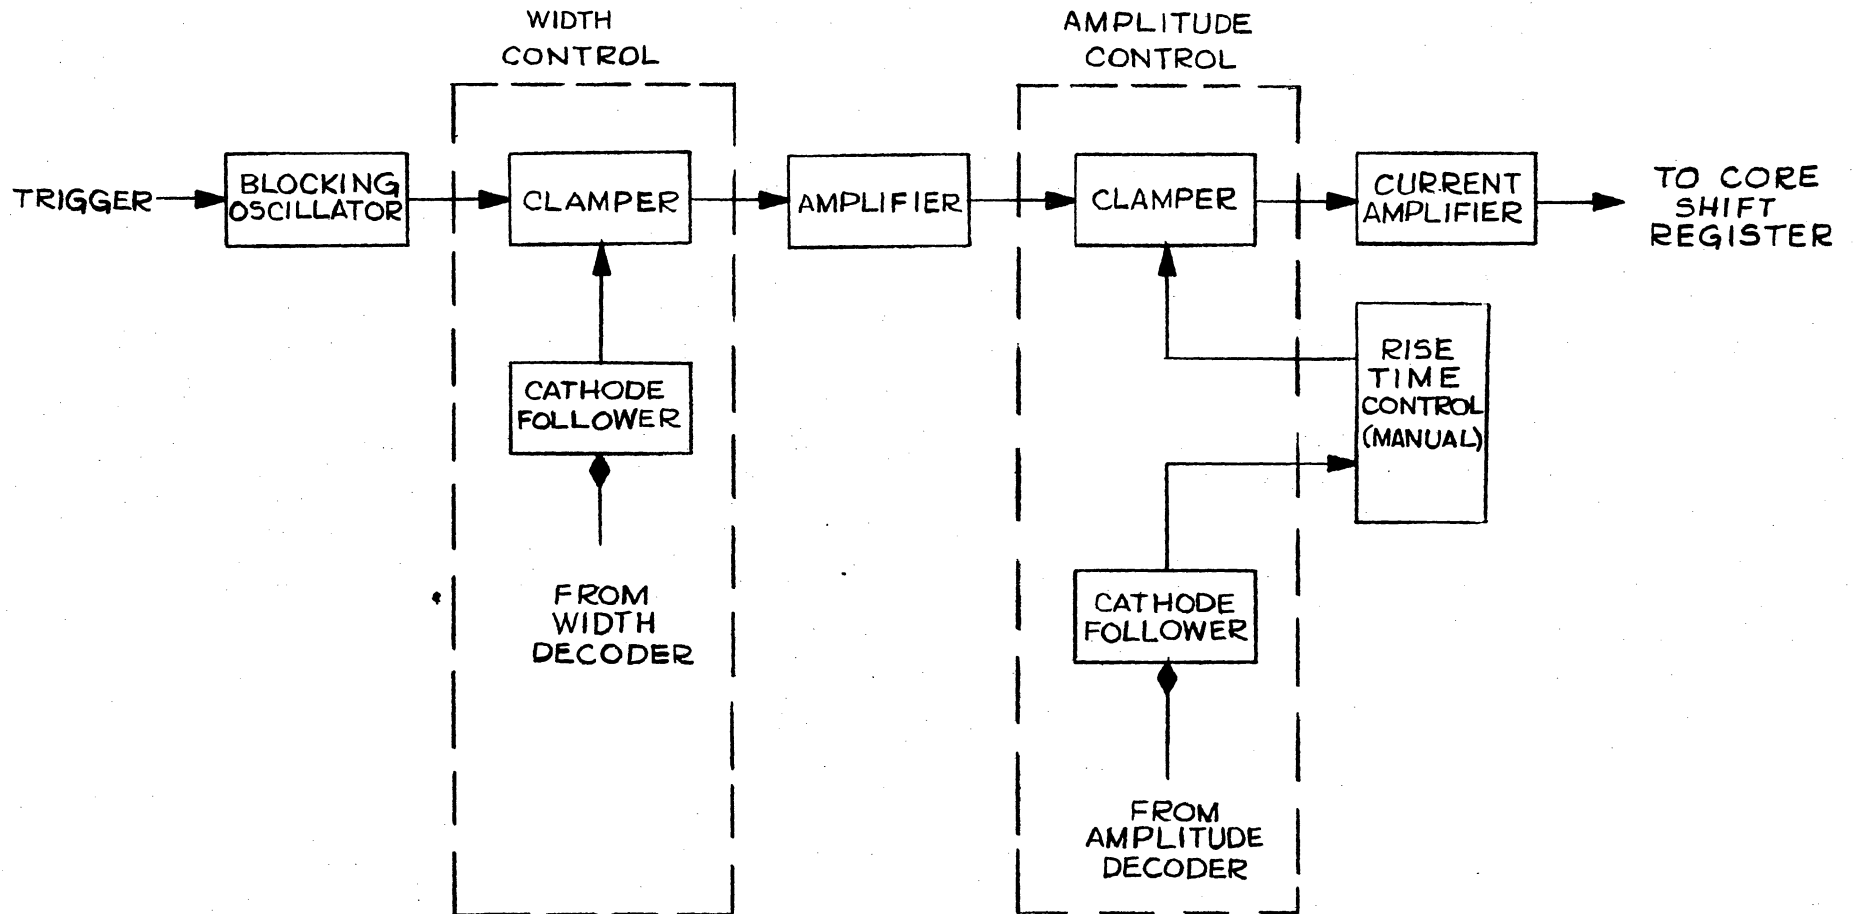 WIDTH
CONTROL
AMPLITUDE
CONTROL
TRIGGER
BLOCKING
OSCILLATOR
CLAMPER
AMPLIFIER
CLAMPER
CURRENT
AMPLIFIER
TO CORE
SHIFT
REGISTER
CATHODE
FOLLOWER
RISE
TIME
CONTROL
(MANUAL)
FROM
WIDTH
DECODER
CATHODE
FOLLOWER
FROM
AMPLITUDE
DECODER